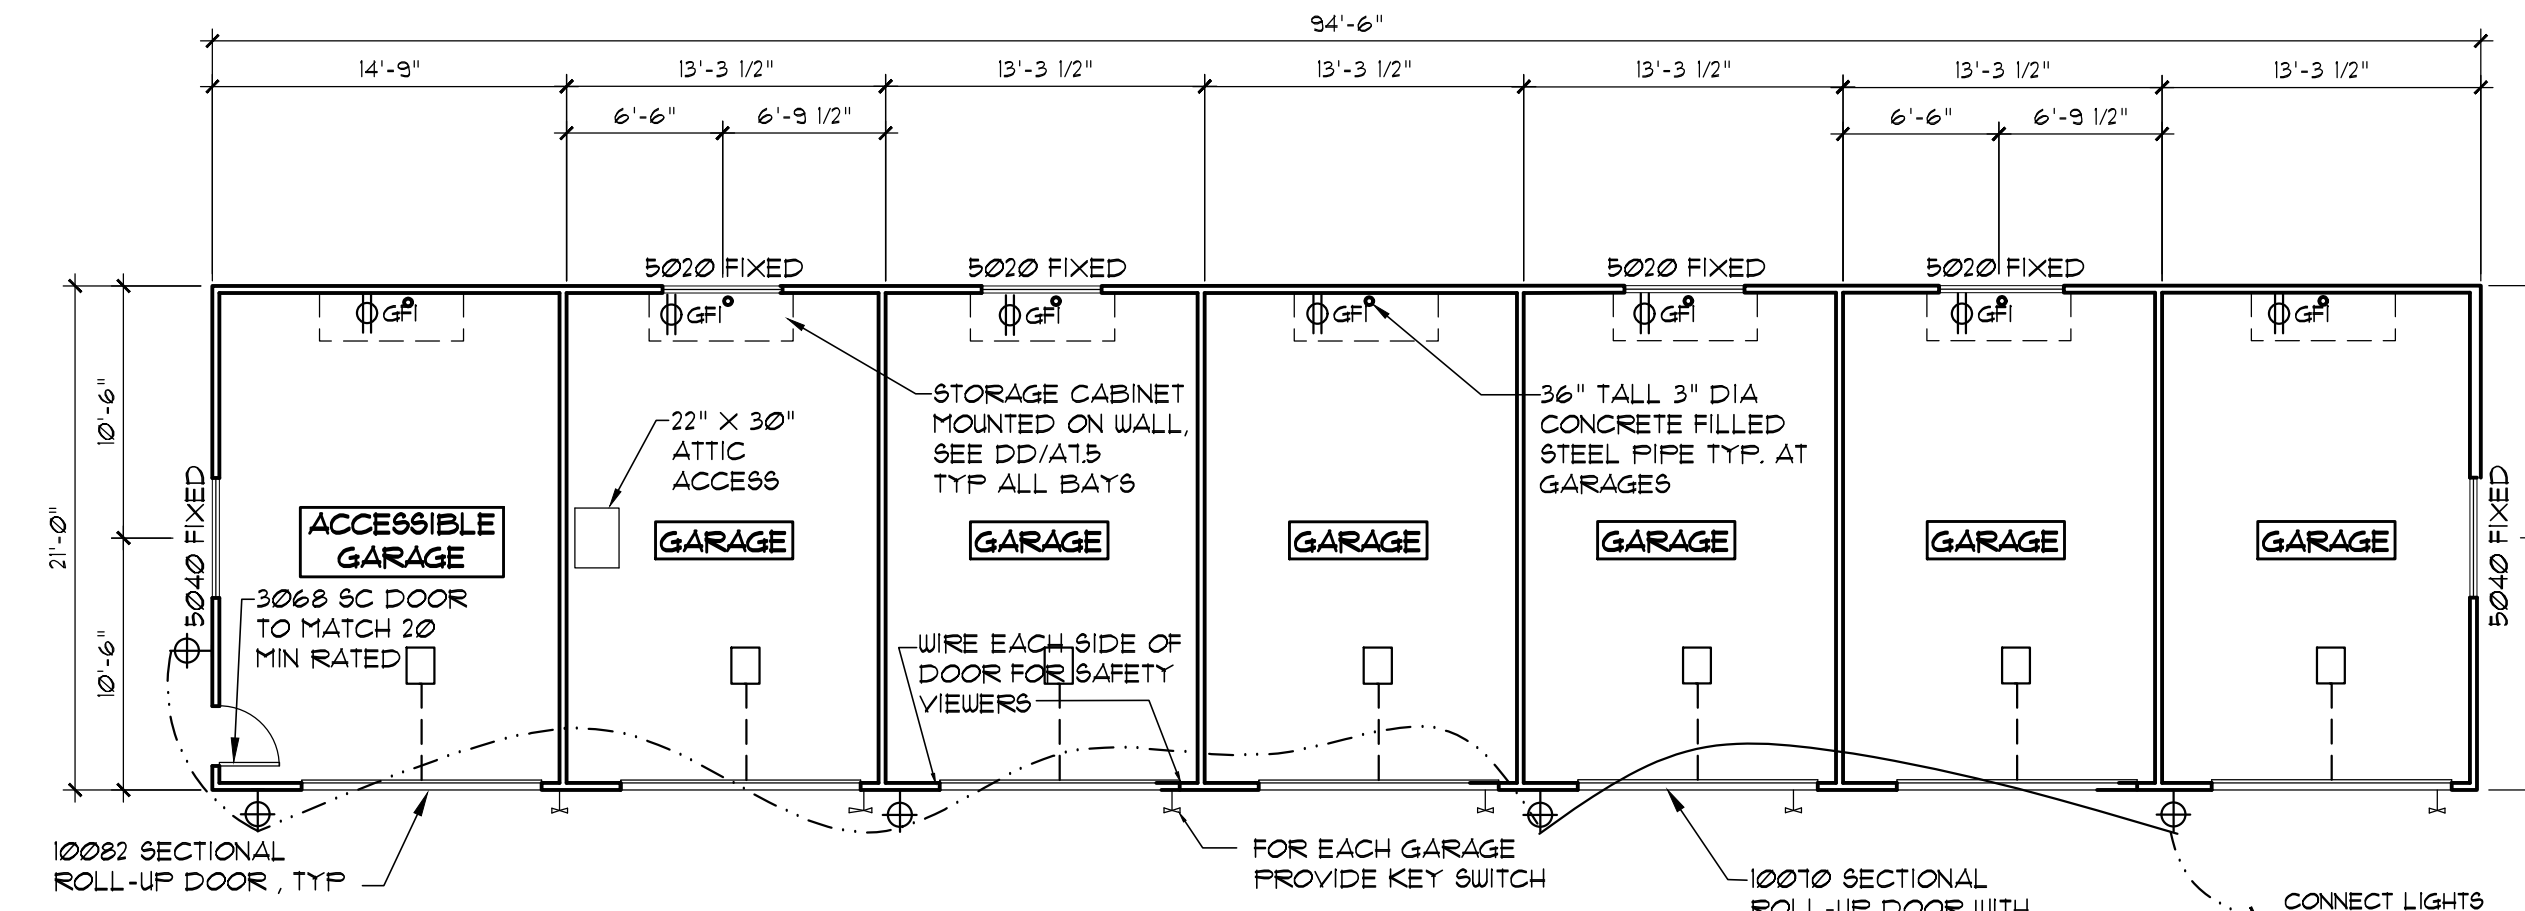 94'-6"
14'-9"
13'-3 1/2"
13'-3 1/2"
13'-3 1/2"
13'-3 1/2"
13'-3 1/2"
13'-3 1/2"
6'-6"
6'-9 1/2"
6'-6"
6'-9 1/2"
5020 FIXED
5020 FIXED
5020 FIXED
5020 FIXED
GFI
GFI
GFI
GFI
GFI
GFI
GFI
21'-0"
10'-6"
10'-6"
5040 FIXED
5040 FIXED
22" X 30"
ATTIC
ACCESS
STORAGE CABINET
MOUNTED ON WALL,
SEE DD/A7.5
TYP ALL BAYS
36" TALL 3" DIA
CONCRETE FILLED
STEEL PIPE TYP. AT
GARAGES
ACCESSIBLE
GARAGE
GARAGE
GARAGE
GARAGE
GARAGE
GARAGE
GARAGE
3068 SC DOOR
TO MATCH 20
MIN RATED
WIRE EACH SIDE OF
DOOR FOR SAFETY
VIEWERS
10082 SECTIONAL
ROLL-UP DOOR , TYP
FOR EACH GARAGE
PROVIDE KEY SWITCH
10070 SECTIONAL
ROLL-UP DOOR WITH
CONNECT LIGHTS